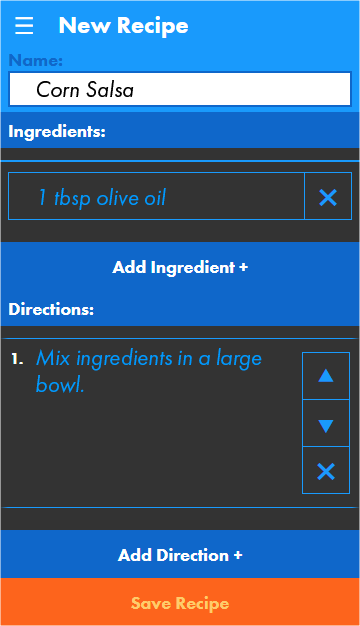 New Recipe
Name:
Corn Salsa
Ingredients:
1 tbsp olive oil
Add Ingredient +
Directions:
1. Mix ingredients in a large
bowl.
Add Direction +
Save Recipe